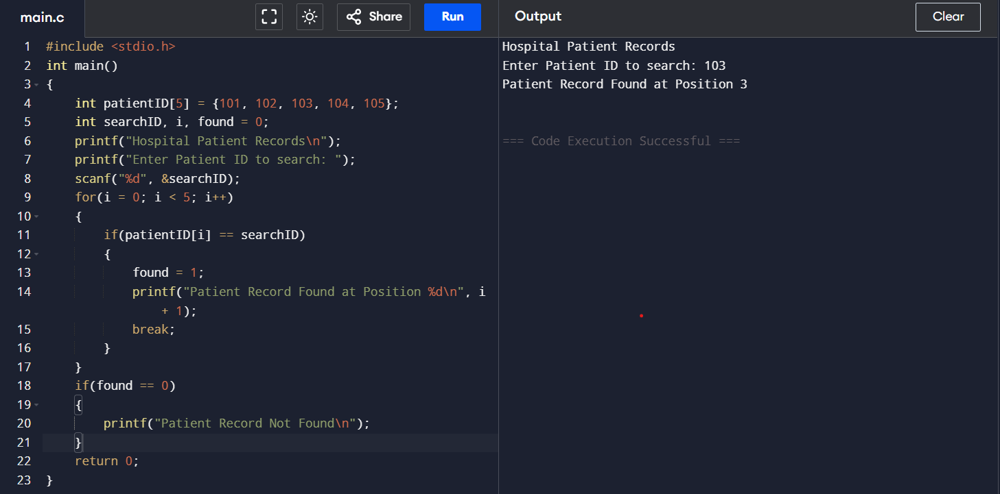 main.c
Share
Run
Output
Clear
1 #include <stdio.h>
2 int main()
3 {
4     int patientID[5] = {101, 102, 103, 104, 105};
5     int searchID, i, found = 0;
6     printf("Hospital Patient Records\n");
7     printf("Enter Patient ID to search: ");
8     scanf("%d", &searchID);
9     for(i = 0; i < 5; i++)
10     {
11         if(patientID[i] == searchID)
12         {
13             found = 1;
14             printf("Patient Record Found at Position %d\n", i
                + 1);
15             break;
16         }
17     }
18     if(found == 0)
19     {
20         printf("Patient Record Not Found\n");
21     }
22     return 0;
23 }
Hospital Patient Records
Enter Patient ID to search: 103
Patient Record Found at Position 3
=== Code Execution Successful ===